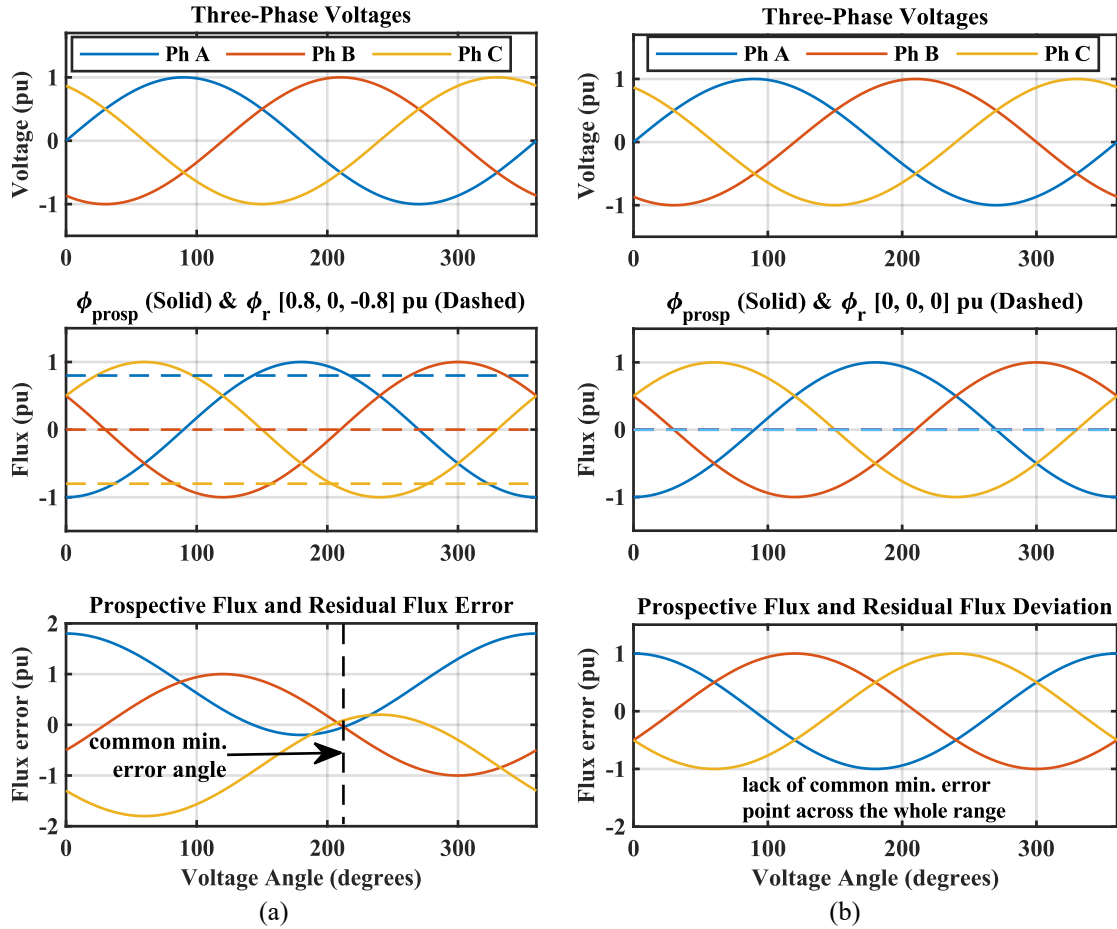 Three-Phase Voltages
Ph A Ph B Ph C
Voltage (pu)
1
0
-1
0 100 200 300
ϕprosp (Solid) & ϕr [0.8, 0, -0.8] pu (Dashed)
Flux (pu)
1
0
-1
0 100 200 300
Prospective Flux and Residual Flux Error
Flux error (pu)
2
1
0
-1
-2
common min.
error angle
0 100 200 300
Voltage Angle (degrees)
(a)
Three-Phase Voltages
Ph A Ph B Ph C
Voltage (pu)
1
0
-1
0 100 200 300
ϕprosp (Solid) & ϕr [0, 0, 0] pu (Dashed)
Flux (pu)
1
0
-1
0 100 200 300
Prospective Flux and Residual Flux Deviation
Flux error (pu)
1
0
-1
-2
lack of common min. error
point across the whole range
0 100 200 300
Voltage Angle (degrees)
(b)